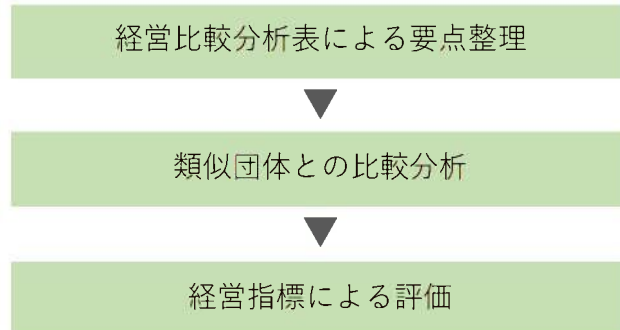 経営比較分析表による要点整理
類似団体との比較分析
経営指標による評価